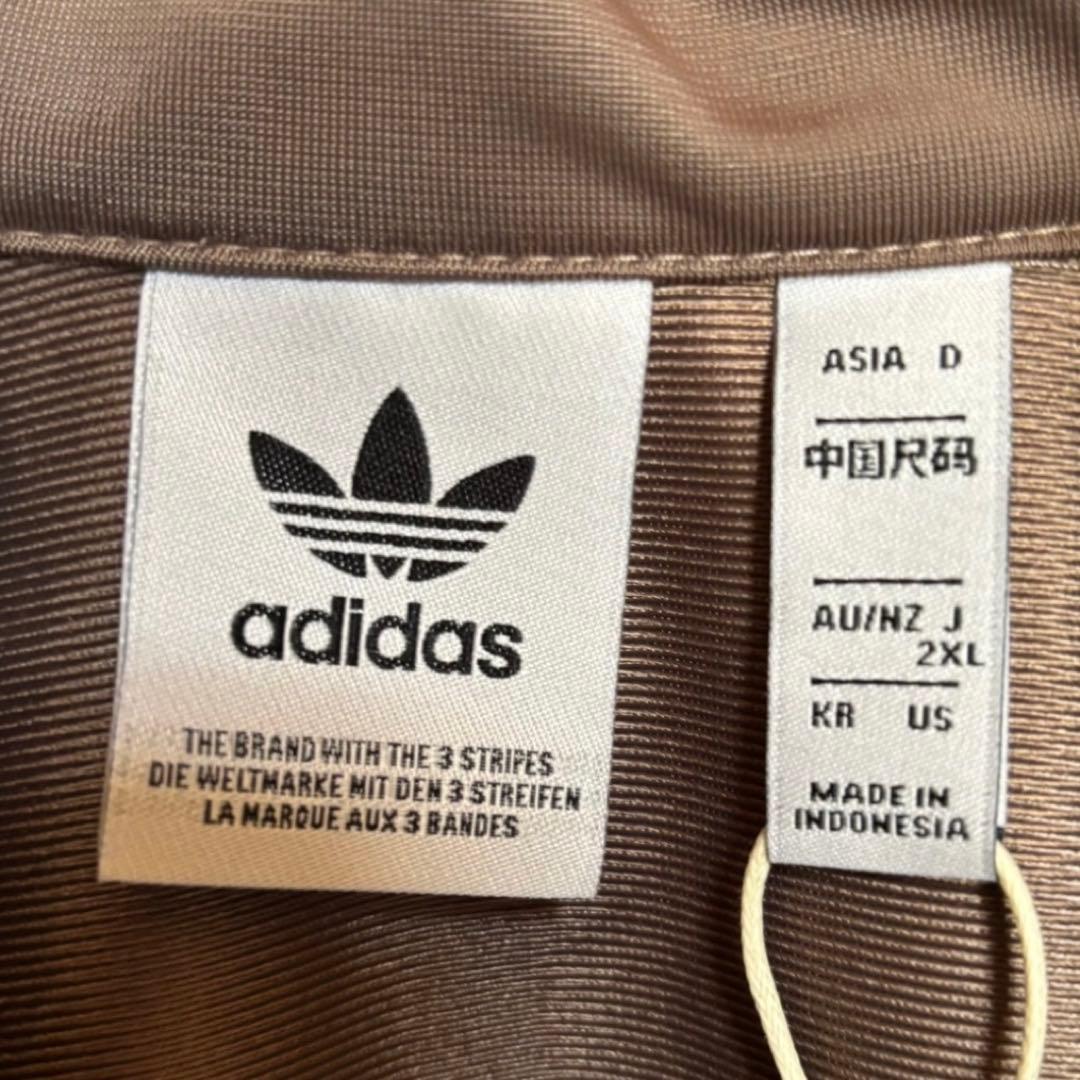 adidas
THE BRAND WITH THE 3 STRIPES
DIE WELTMARKE MIT DEN 3 STREIFEN
LA MARQUE AUX 3 BANDES
ASIA D
中国尺码
AU/NZ J
2XL
KR US
MADE IN
INDONESIA